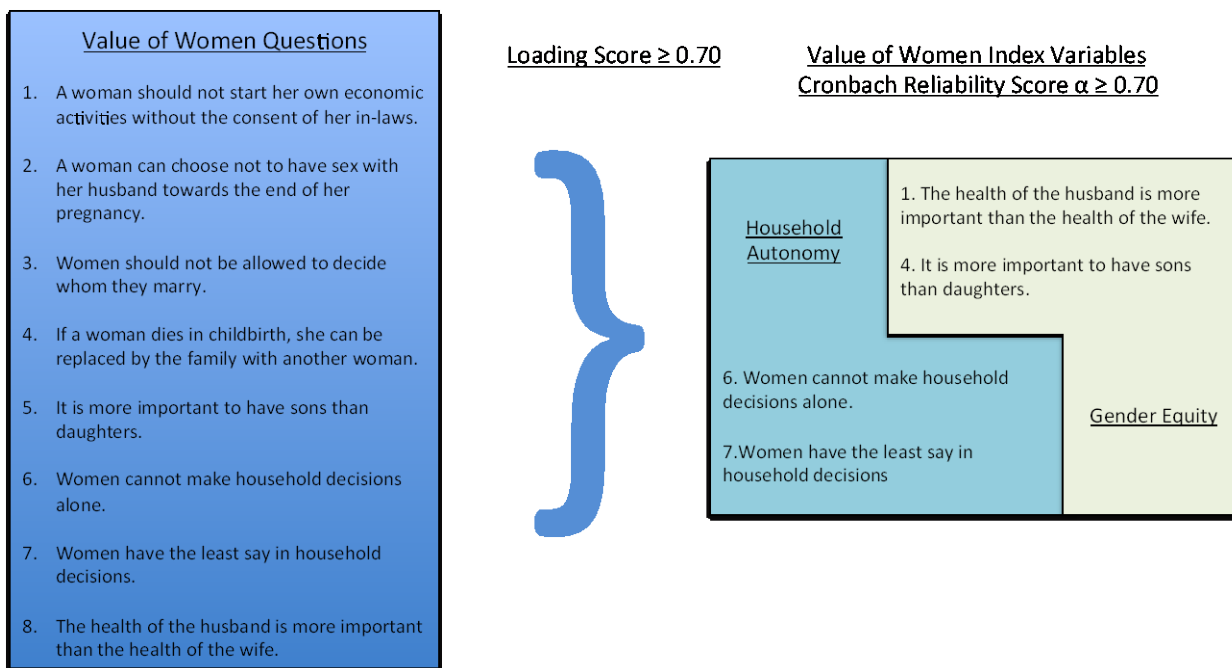 Value of Women Questions
1. A woman should not start her own economic
activities without the consent of her in-laws.
2. A woman can choose not to have sex with
her husband towards the end of her
pregnancy.
3. Women should not be allowed to decide
whom they marry.
4. If a woman dies in childbirth, she can be
replaced by the family with another woman.
5. It is more important to have sons than
daughters.
6. Women cannot make household decisions
alone.
7. Women have the least say in household
decisions.
8. The health of the husband is more important
than the health of the wife.
Loading Score ≥ 0.70
Value of Women Index Variables
Cronbach Reliability Score α ≥ 0.70
Household
Autonomy
1. The health of the husband is more
important than the health of the wife.
4. It is more important to have sons
than daughters.
6. Women cannot make household
decisions alone.
7.Women have the least say in
household decisions
Gender Equity